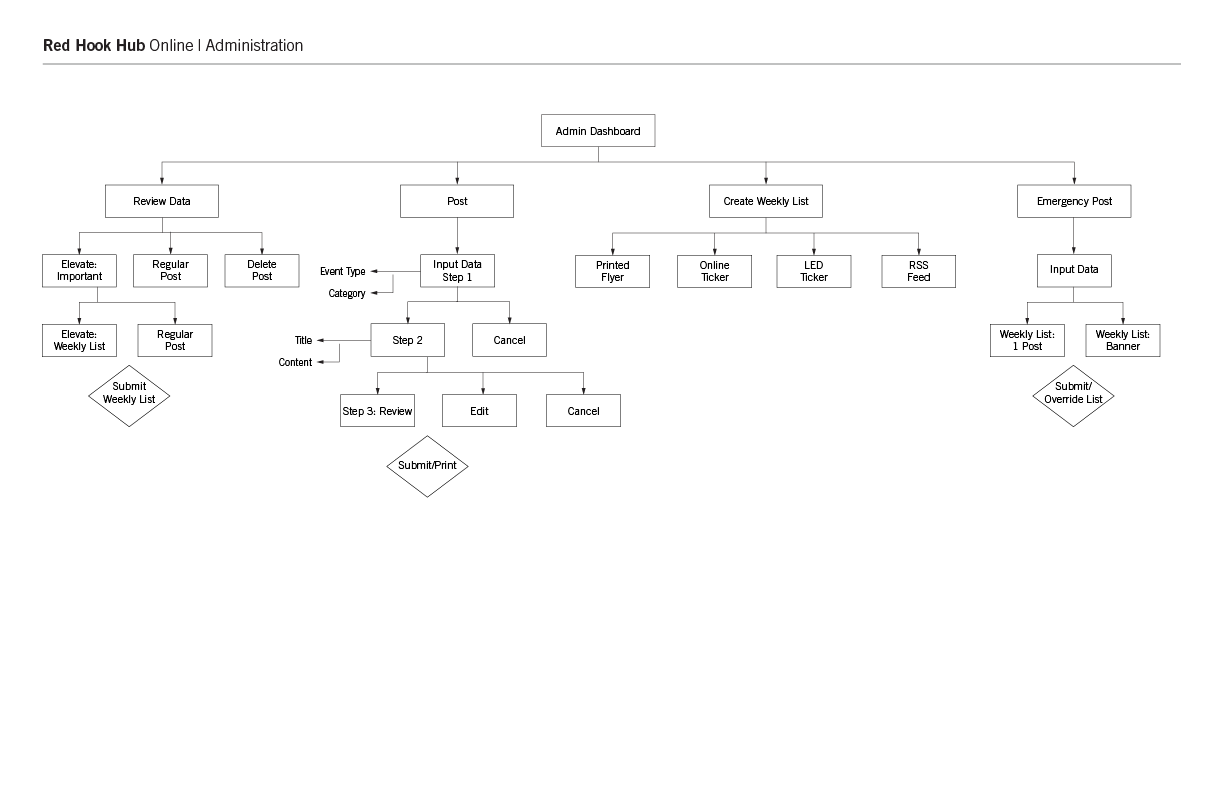 Red Hook Hub Online | Administration
Admin Dashboard
Review Data
Post
Create Weekly List
Emergency Post
Elevate:
Important
Regular
Post
Delete
Post
Event Type
Category
Input Data
Step 1
Printed
Flyer
Online
Ticker
LED
Ticker
RSS
Feed
Input Data
Elevate:
Weekly List
Regular
Post
Title
Content
Step 2
Cancel
Weekly List:
1 Post
Weekly List:
Banner
Submit
Weekly List
Step 3: Review
Edit
Cancel
Submit/
Override List
Submit/Print